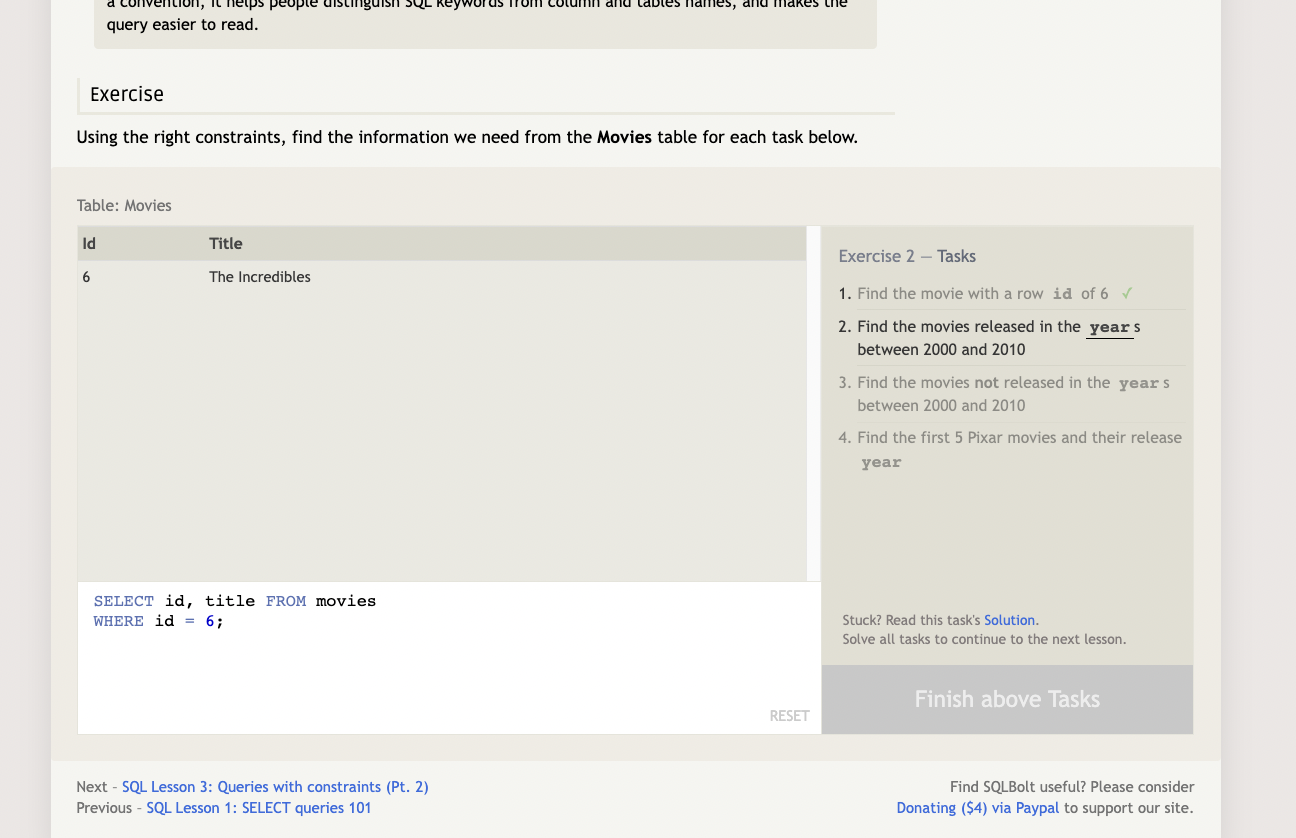 a convention, it helps people distinguish SQL keywords from column and tables names, and makes the
query easier to read.
Exercise
Using the right constraints, find the information we need from the Movies table for each task below.
Table: Movies
Id Title
6 The Incredibles
SELECT id, title FROM movies
WHERE id = 6;
RESET
Exercise 2 — Tasks
1. Find the movie with a row id of 6 ✓
2. Find the movies released in the years
between 2000 and 2010
3. Find the movies not released in the years
between 2000 and 2010
4. Find the first 5 Pixar movies and their release
year
Stuck? Read this task's Solution.
Solve all tasks to continue to the next lesson.
Finish above Tasks
Next – SQL Lesson 3: Queries with constraints (Pt. 2)
Previous – SQL Lesson 1: SELECT queries 101
Find SQLBolt useful? Please consider
Donating ($4) via Paypal to support our site.